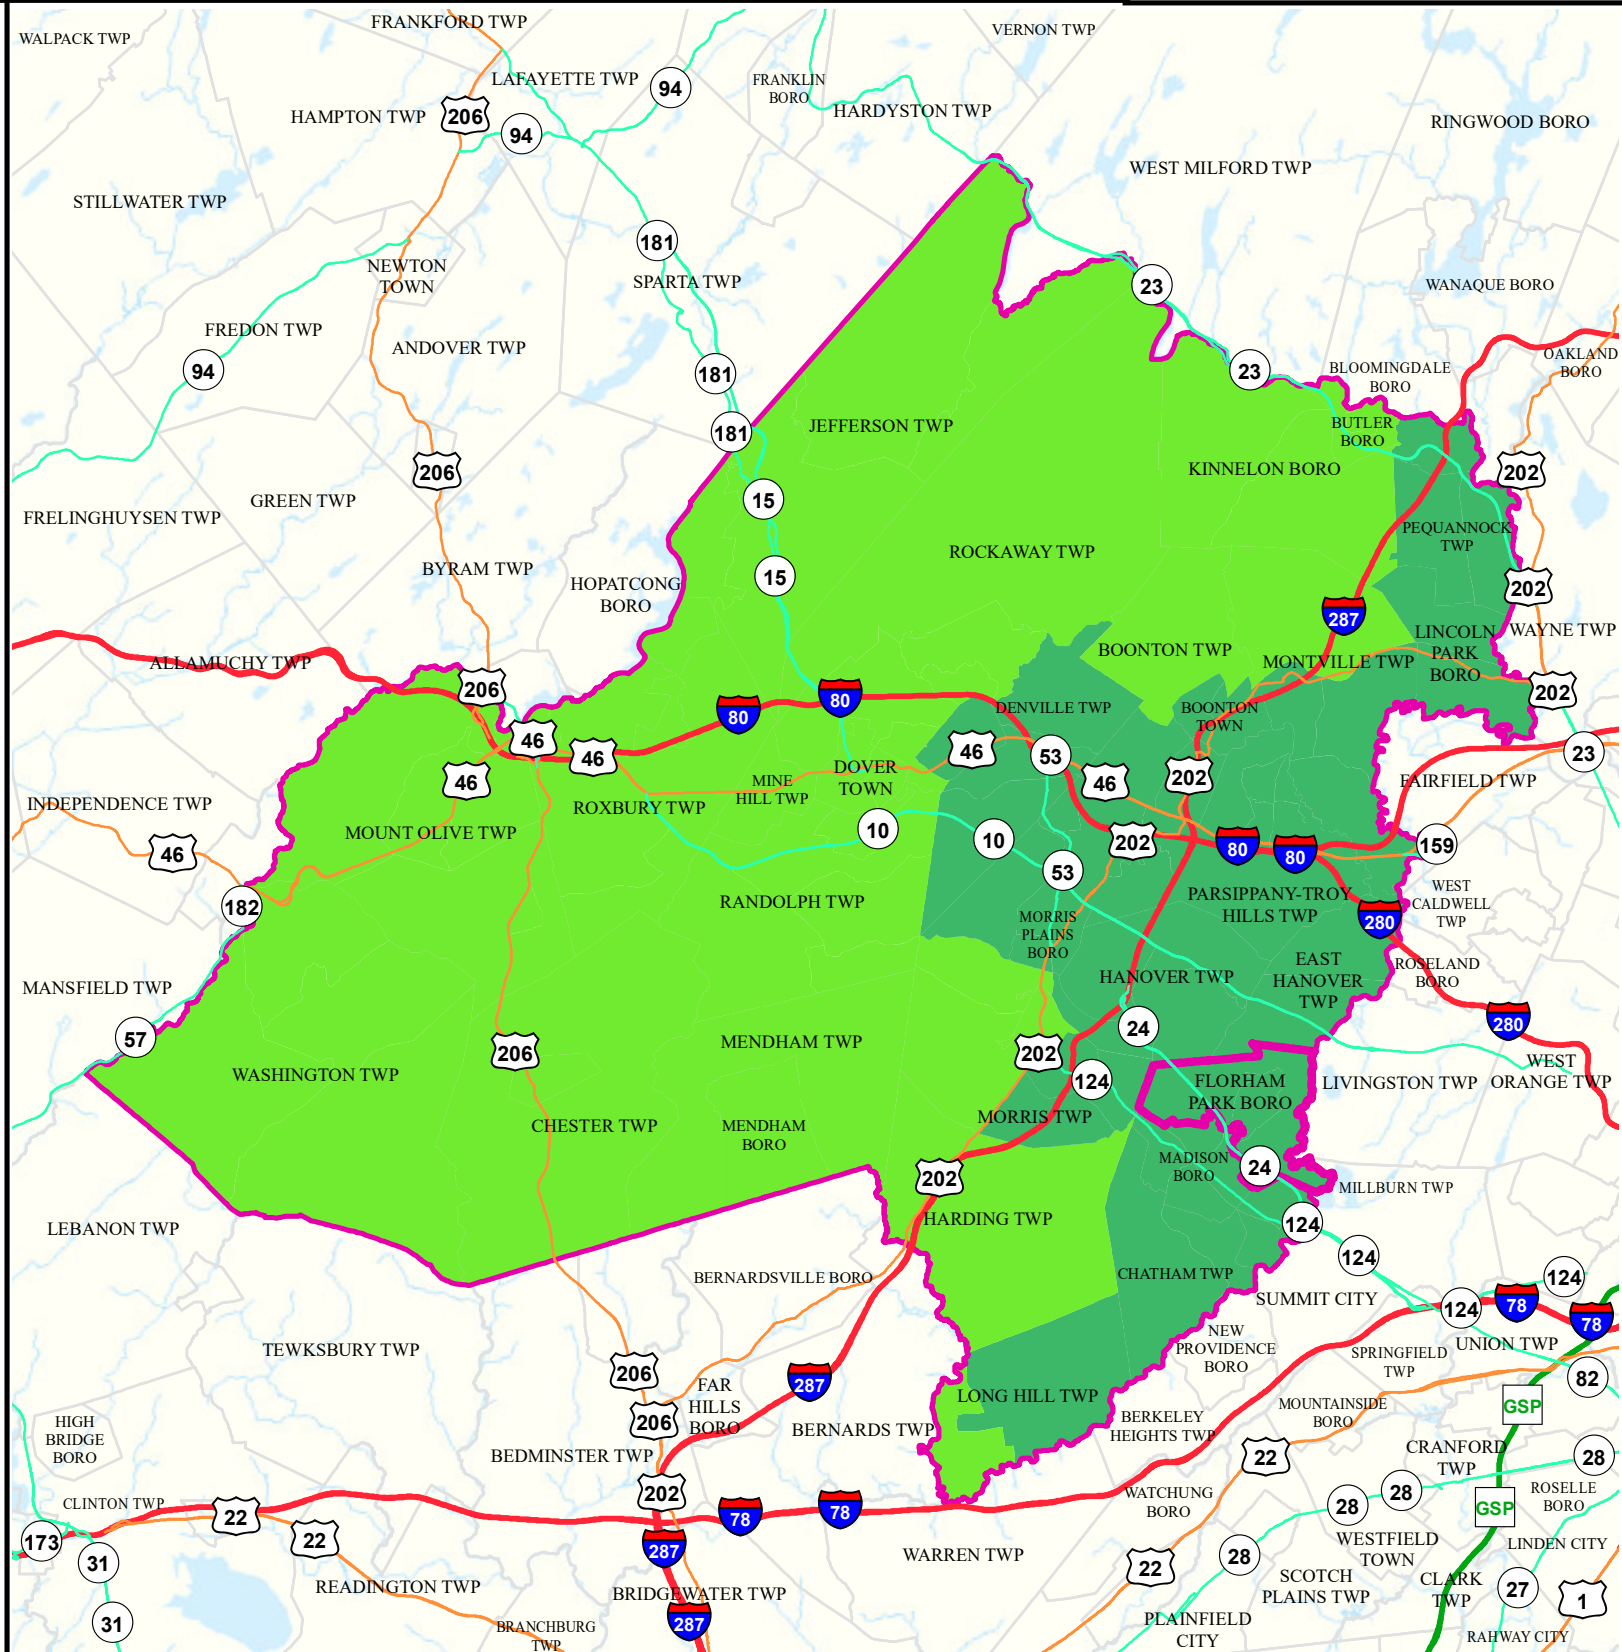 FRANKFORD TWP
WALPACK TWP
VERNON TWP
LAFAYETTE TWP
94
FRANKLIN
BORO
HARDYSTON TWP
HAMPTON TWP
206
94
RINGWOOD BORO
WEST MILFORD TWP
STILLWATER TWP
181
NEWTON
TOWN
SPARTA TWP
23
WANAQUE BORO
FREDON TWP
ANDOVER TWP
94
181
23
BLOOMINGDALE
BORO
OAKLAND
BORO
181
JEFFERSON TWP
BUTLER
BORO
206
KINNELON BORO
202
GREEN TWP
15
FRELINGHUYSEN TWP
PEQUANNOCK
TWP
ROCKAWAY TWP
BYRAM TWP
15
HOPATCONG
BORO
202
287
LINCOLN
PARK
BORO
WAYNE TWP
ALLAMUCHY TWP
BOONTON TWP
MONTVILLE TWP
206
80
80
DENVILLE TWP
BOONTON
TOWN
202
46
46
46
53
23
46
MINE
HILL TWP
DOVER
TOWN
46
202
FAIRFIELD TWP
INDEPENDENCE TWP
ROXBURY TWP
MOUNT OLIVE TWP
10
10
202
80
80
159
46
53
182
RANDOLPH TWP
MORRIS
PLAINS
BORO
PARSIPPANY-TROY
HILLS TWP
280
WEST
CALDWELL
TWP
MANSFIELD TWP
HANOVER TWP
EAST
HANOVER
TWP
ROSELAND
BORO
57
24
280
206
MENDHAM TWP
202
WASHINGTON TWP
124
FLORHAM
PARK BORO
LIVINGSTON TWP
WEST
ORANGE TWP
CHESTER TWP
MENDHAM
BORO
MORRIS TWP
MADISON
BORO
24
202
MILLBURN TWP
LEBANON TWP
HARDING TWP
124
124
BERNARDSVILLE BORO
CHATHAM TWP
124
SUMMIT CITY
124
78
78
TEWKSBURY TWP
NEW
PROVIDENCE
BORO
UNION TWP
SPRINGFIELD
TWP
206
287
82
FAR
HILLS
BORO
206
LONG HILL TWP
MOUNTAINSIDE
BORO
GSP
HIGH
BRIDGE
BORO
BERNARDS TWP
BERKELEY
HEIGHTS TWP
BEDMINSTER TWP
22
CRANFORD
TWP
28
202
WATCHUNG
BORO
28
28
ROSELLE
BORO
CLINTON TWP
22
78
78
GSP
173
22
287
WARREN TWP
WESTFIELD
TOWN
LINDEN CITY
31
28
22
READINGTON TWP
BRIDGEWATER TWP
SCOTCH
PLAINS TWP
CLARK
TWP
27
1
31
BRANCHBURG
TWP
287
PLAINFIELD
CITY
RAHWAY CITY